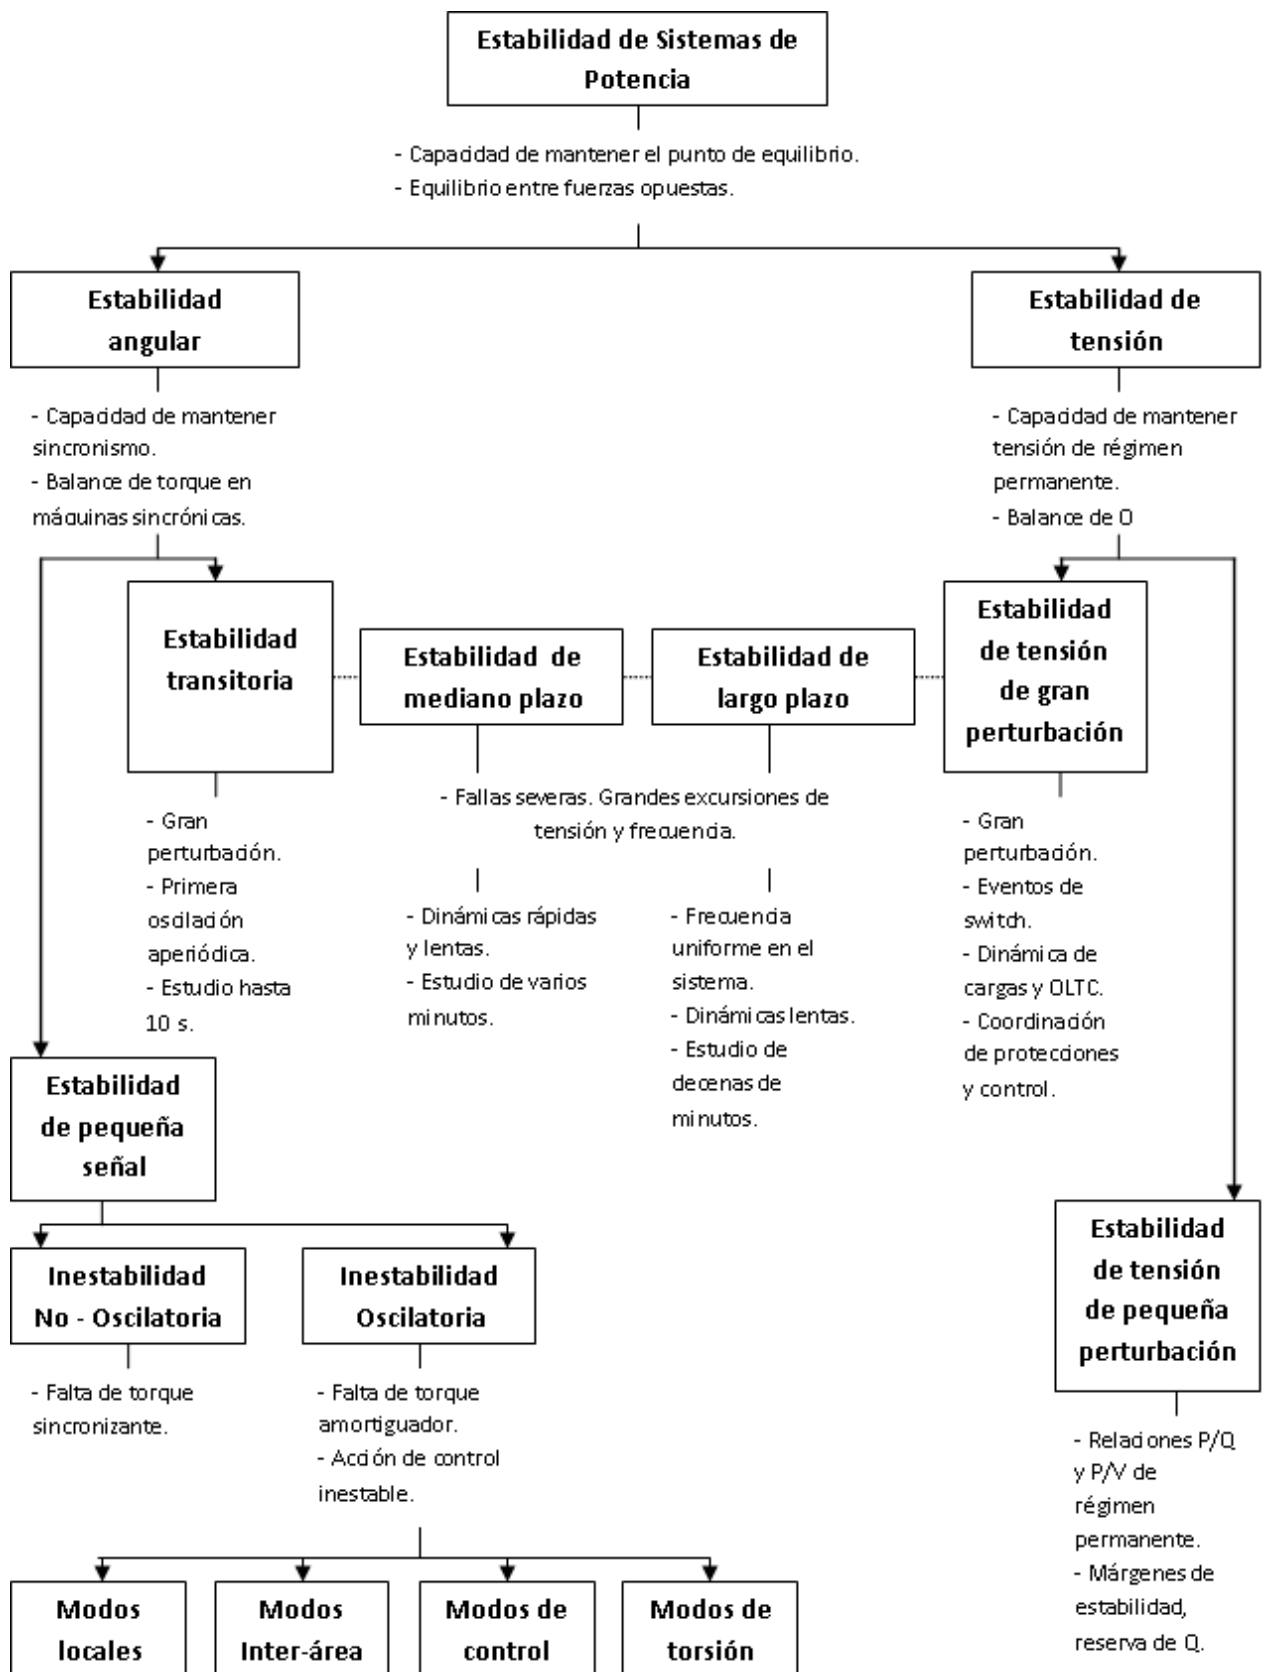 Estabilidad de Sistemas de
Potencia
- Capacidad de mantener el punto de equilibrio.
- Equilibrio entre fuerzas opuestas.
Estabilidad
angular
Estabilidad de
tensión
- Capacidad de mantener
sincronismo.
- Balance de torque en
máquinas sincrónicas.
- Capacidad de mantener
tensión de régimen
permanente.
- Balance de Q
Estabilidad
transitoria
Estabilidad de
mediano plazo
Estabilidad de
largo plazo
Estabilidad
de tensión
de gran
perturbación
- Fallas severas. Grandes excursiones de
tensión y frecuencia.
- Gran
perturbación.
- Primera
oscilación
aperiódica.
- Estudio hasta
10 s.
- Dinámicas rápidas
y lentas.
- Estudio de varios
minutos.
- Frecuencia
uniforme en el
sistema.
- Dinámicas lentas.
- Estudio de
decenas de
minutos.
- Gran
perturbación.
- Eventos de
switch.
- Dinámica de
cargas y OLTC.
- Coordinación
de protecciones
y control.
Estabilidad
de pequeña
señal
Inestabilidad
No - Oscilatoria
Inestabilidad
Oscilatoria
Estabilidad
de tensión
de pequeña
perturbación
- Falta de torque
sincronizante.
- Falta de torque
amortiguador.
- Acción de control
inestable.
- Relaciones P/Q
y P/V de
régimen
permanente.
- Márgenes de
estabilidad,
reserva de Q.
Modos
locales
Modos
Inter-área
Modos de
control
Modos de
torsión